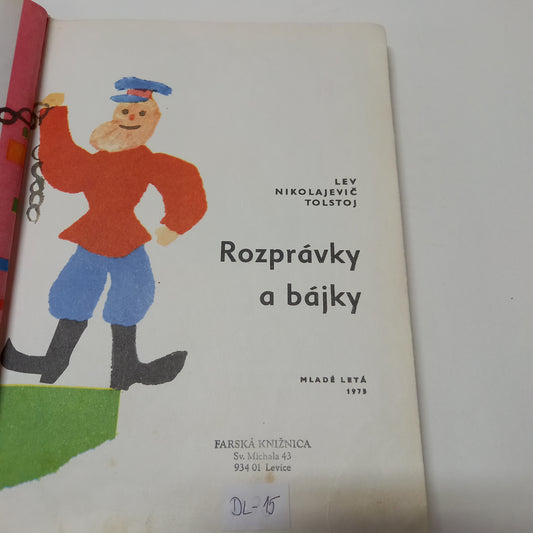 LEV
NIKOLAJEVIČ
TOLSTOJ
Rozprávky
a bájky
MLADÉ LETÁ
1975
FARSKÁ KNIŽNICA
Sv. Michala 43
934 01 Levice
DL-15